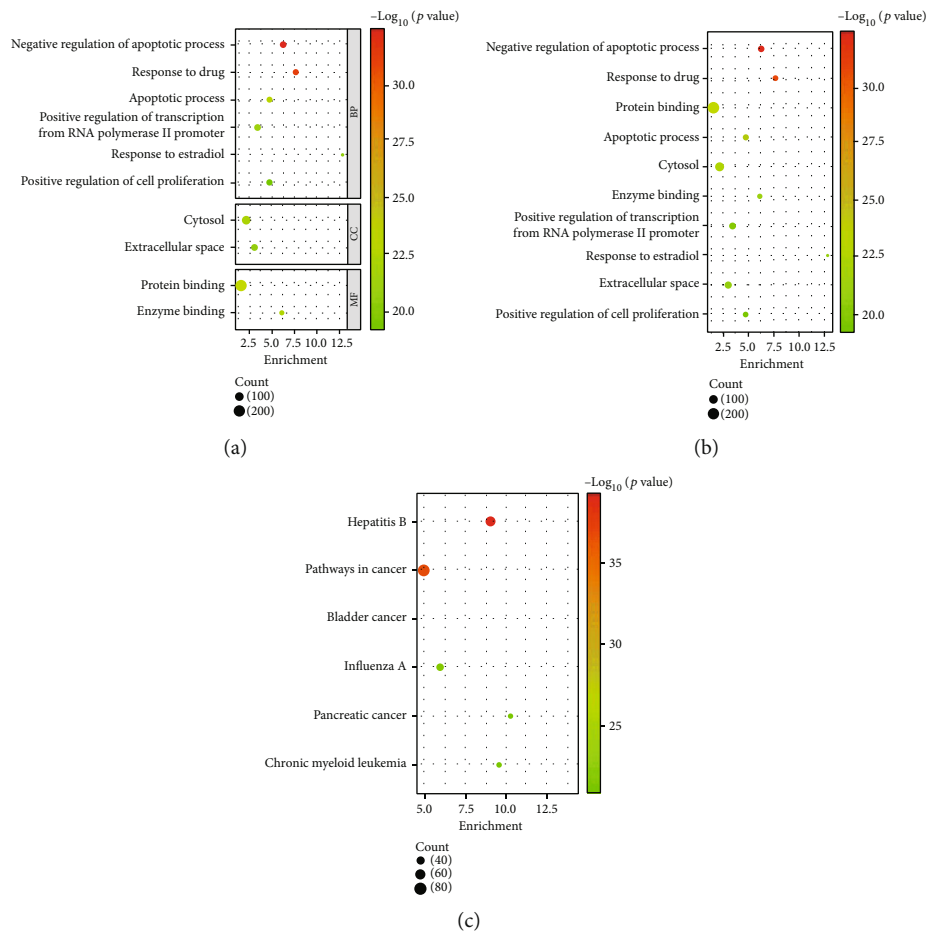 –Log10 (p value)
Negative regulation of apoptotic process
Response to drug
Apoptotic process
Positive regulation of transcription
from RNA polymerase II promoter
Response to estradiol
Positive regulation of cell proliferation
Cytosol
Extracellular space
Protein binding
Enzyme binding
BP
CC
MF
30.0
27.5
25.0
22.5
20.0
2.5 5.0 7.5 10.0 12.5
Enrichment
Count
(100)
(200)
(a)
–Log10 (p value)
Negative regulation of apoptotic process
Response to drug
Protein binding
Apoptotic process
Cytosol
Enzyme binding
Positive regulation of transcription
from RNA polymerase II promoter
Response to estradiol
Extracellular space
Positive regulation of cell proliferation
30.0
27.5
25.0
22.5
20.0
2.5 5.0 7.5 10.0 12.5
Enrichment
Count
(100)
(200)
(b)
–Log10 (p value)
Hepatitis B
Pathways in cancer
Bladder cancer
Influenza A
Pancreatic cancer
Chronic myeloid leukemia
35
30
25
5.0 7.5 10.0 12.5
Enrichment
Count
(40)
(60)
(80)
(c)